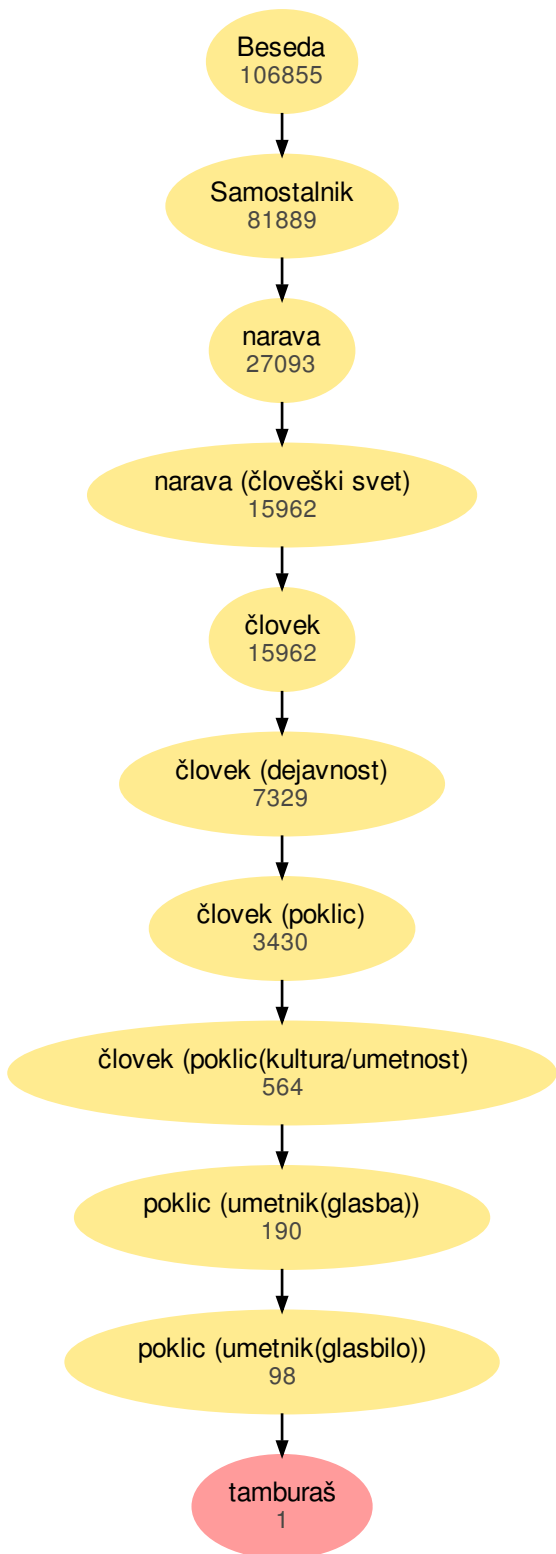 Beseda
106855
Samostalnik
81889
narava
27093
narava (človeški svet)
15962
človek
15962
človek (dejavnost)
7329
človek (poklic)
3430
človek (poklic(kultura/umetnost)
564
poklic (umetnik(glasba))
190
poklic (umetnik(glasbilo))
98
tamburaš
1